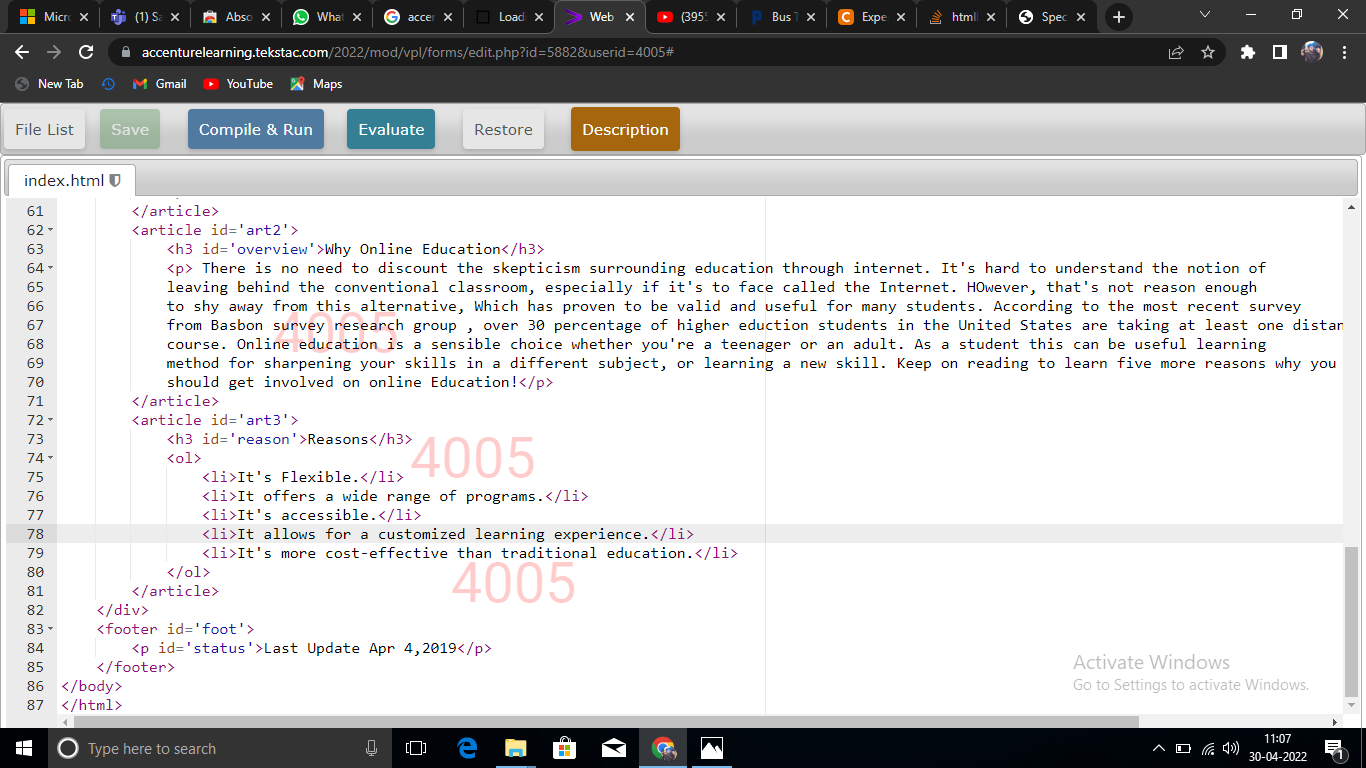 Micro
(1) Sa
Abso
What
accer
Loadi
Web
(3955
Bus T
Expe
htmll
Spec
accenturelearning.tekstac.com/2022/mod/vpl/forms/edit.php?id=5882&userid=4005#
New Tab Gmail YouTube Maps
File List Save Compile & Run Evaluate Restore Description
index.html
61 </article>
62 <article id='art2'>
63 <h3 id='overview'>Why Online Education</h3>
64 <p> There is no need to discount the skepticism surrounding education through internet. It's hard to understand the notion of
65 leaving behind the conventional classroom, especially if it's to face called the Internet. HOwever, that's not reason enough
66 to shy away from this alternative, Which has proven to be valid and useful for many students. According to the most recent survey
67 from Basbon survey research group , over 30 percentage of higher eduction students in the United States are taking at least one distan
68 course. Online education is a sensible choice whether you're a teenager or an adult. As a student this can be useful learning
69 method for sharpening your skills in a different subject, or learning a new skill. Keep on reading to learn five more reasons why you
70 should get involved on online Education!</p>
71 </article>
72 <article id='art3'>
73 <h3 id='reason'>Reasons</h3>
74 <ol>
75 <li>It's Flexible.</li>
76 <li>It offers a wide range of programs.</li>
77 <li>It's accessible.</li>
78 <li>It allows for a customized learning experience.</li>
79 <li>It's more cost-effective than traditional education.</li>
80 </ol>
81 </article>
82 </div>
83 <footer id='foot'>
84 <p id='status'>Last Update Apr 4,2019</p>
85 </footer>
86 </body>
87 </html>
4005
4005
4005
Activate Windows
Go to Settings to activate Windows.
Type here to search
11:07
30-04-2022
1